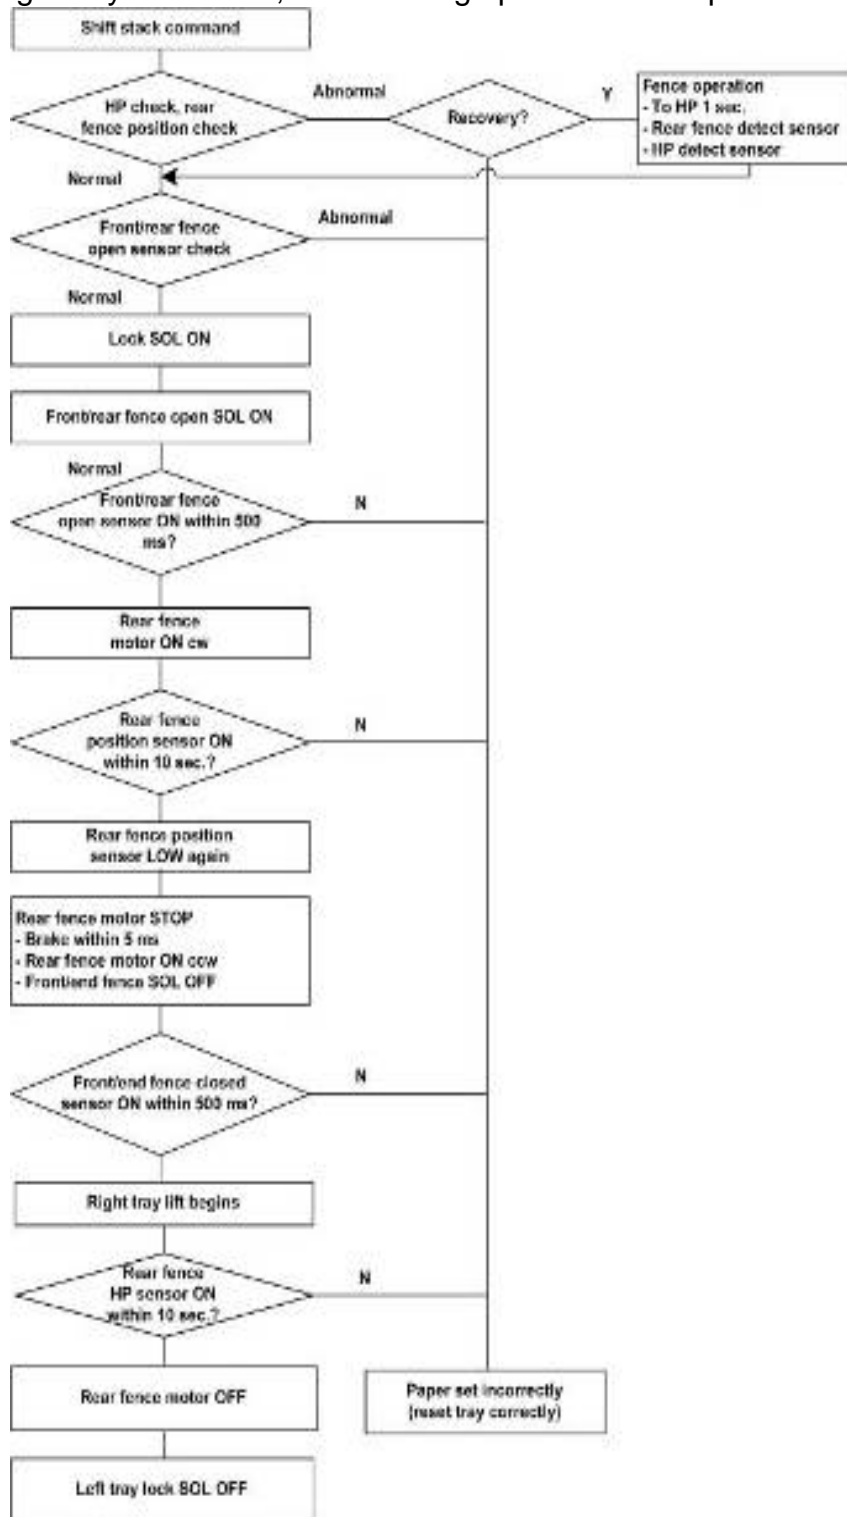 Shift stack command
HP check, rear
fence position check
Abnormal
Recovery?
Y
Fence operation
- To HP 1 sec.
- Rear fence detect sensor
- HP detect sensor
Normal
Front/rear fence
open sensor check
Abnormal
Normal
Lock SOL ON
Front/rear fence open SOL ON
Normal
Front/rear fence
open sensor ON within 500
ms?
N
Rear fence
motor ON cw
Rear fence
position sensor ON
within 10 sec.?
N
Rear fence position
sensor LOW again
Rear fence motor STOP
- Brake within 5 ms
- Rear fence motor ON ccw
- Front/end fence SOL OFF
Front/end fence closed
sensor ON within 500 ms?
N
Right tray lift begins
Rear fence
HP sensor ON
within 10 sec.?
N
Rear fence motor OFF
Paper set incorrectly
(reset tray correctly)
Left tray lock SOL OFF